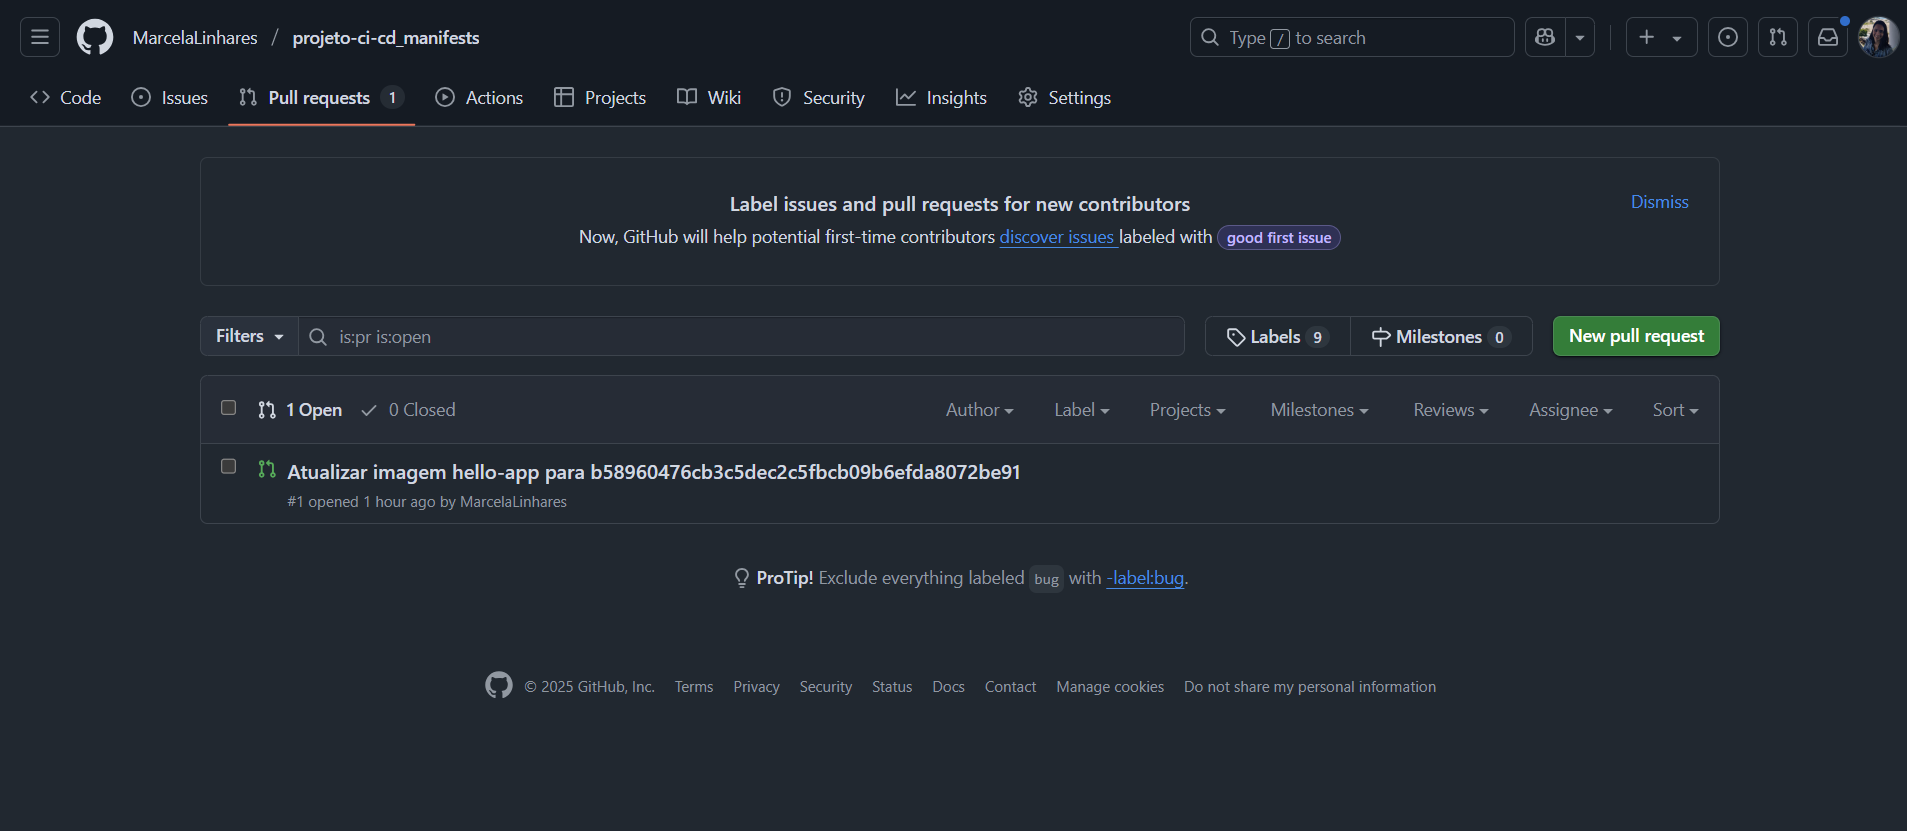 MarcelaLinhares / projeto-ci-cd_manifests
Type / to search
Code
Issues
Pull requests 1
Actions
Projects
Wiki
Security
Insights
Settings
Label issues and pull requests for new contributors
Dismiss
Now, GitHub will help potential first-time contributors discover issues labeled with good first issue
Filters
is:pr is:open
Labels 9
Milestones 0
New pull request
1 Open
0 Closed
Author
Label
Projects
Milestones
Reviews
Assignee
Sort
Atualizar imagem hello-app para b58960476cb3c5dec2c5fbcb09b6efda8072be91
#1 opened 1 hour ago by MarcelaLinhares
ProTip! Exclude everything labeled bug with -label:bug.
© 2025 GitHub, Inc.
Terms
Privacy
Security
Status
Docs
Contact
Manage cookies
Do not share my personal information